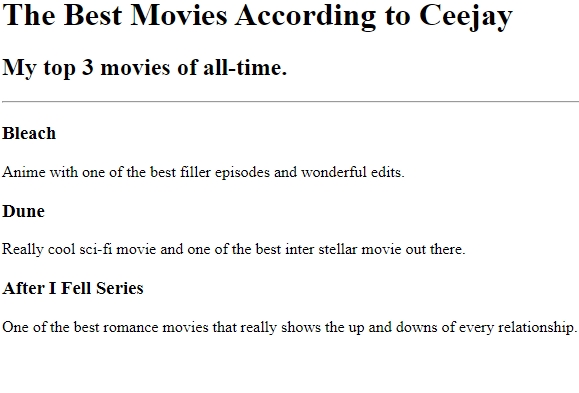 The Best Movies According to Ceejay
My top 3 movies of all-time.
Bleach
Anime with one of the best filler episodes and wonderful edits.
Dune
Really cool sci-fi movie and one of the best inter stellar movie out there.
After I Fell Series
One of the best romance movies that really shows the up and downs of every relationship.